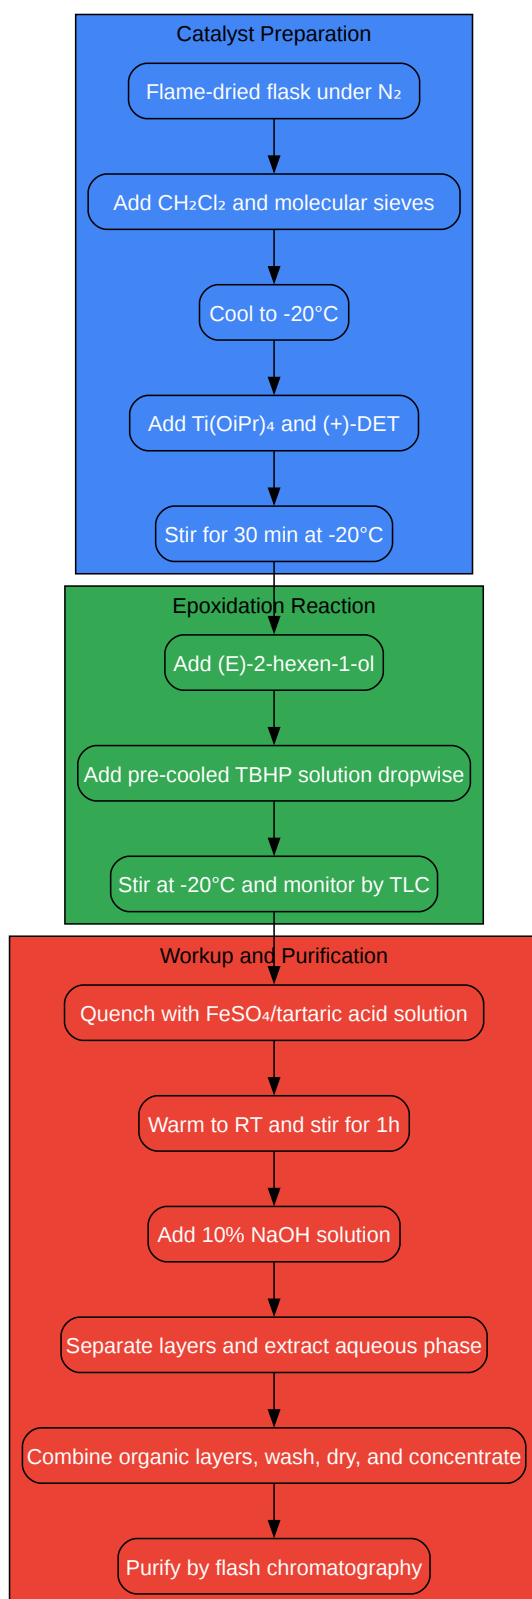 Catalyst Preparation
Flame-dried flask under N₂
Add CH₂Cl₂ and molecular sieves
Cool to -20°C
Add Ti(OiPr)₄ and (+)-DET
Stir for 30 min at -20°C
Epoxidation Reaction
Add (E)-2-hexen-1-ol
Add pre-cooled TBHP solution dropwise
Stir at -20°C and monitor by TLC
Workup and Purification
Quench with FeSO₄/tartaric acid solution
Warm to RT and stir for 1h
Add 10% NaOH solution
Separate layers and extract aqueous phase
Combine organic layers, wash, dry, and concentrate
Purify by flash chromatography